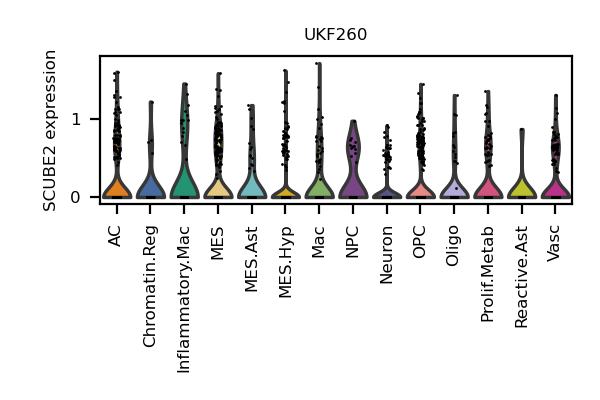 UKF260
SCUBE2 expression
1
0
AC
Chromatin.Reg
Inflammatory.Mac
MES
MES.Ast
MES.Hyp
Mac
NPC
Neuron
OPC
Oligo
Prolif.Metab
Reactive.Ast
Vasc